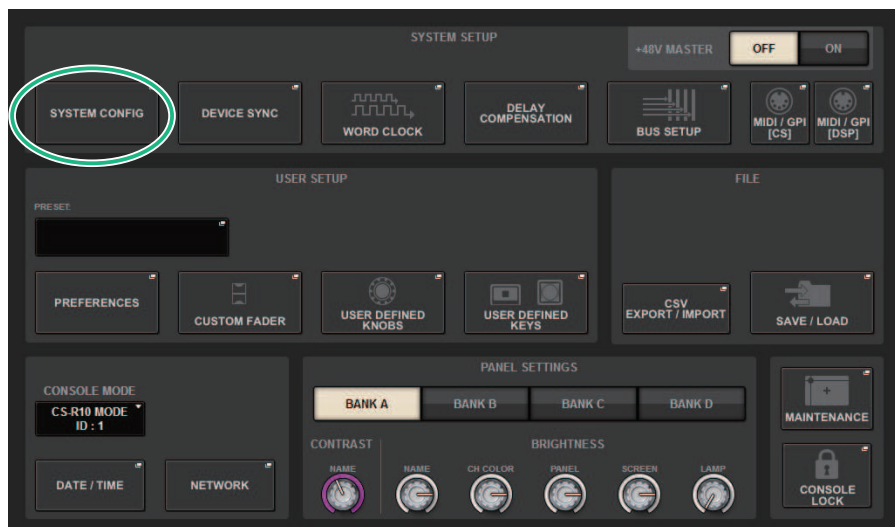 SYSTEM SETUP
+48V MASTER
OFF
ON
SYSTEM CONFIG
DEVICE SYNC
WORD CLOCK
DELAY
COMPENSATION
BUS SETUP
MIDI / GPI
[CS]
MIDI / GPI
[DSP]
USER SETUP
PRESET
PREFERENCES
CUSTOM FADER
USER DEFINED
KNOBS
USER DEFINED
KEYS
FILE
CSV
EXPORT / IMPORT
SAVE / LOAD
CONSOLE MODE
CS-R10 MODE
ID : 1
DATE / TIME
NETWORK
PANEL SETTINGS
BANK A
BANK B
BANK C
BANK D
CONTRAST
BRIGHTNESS
NAME
NAME
CH COLOR
PANEL
SCREEN
LAMP
MAINTENANCE
CONSOLE
LOCK